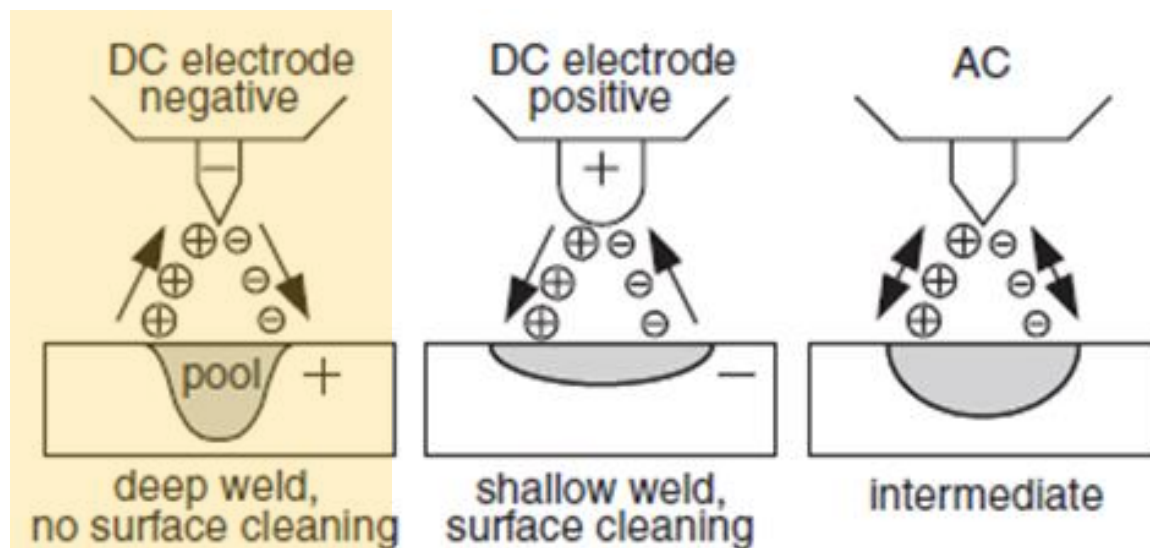 DC electrode
negative
−
⊕ ⊖
⊕ ⊖
⊕ ⊖
pool +
deep weld,
no surface cleaning
DC electrode
positive
+
⊕ ⊖
⊕ ⊖
⊕ ⊖
−
shallow weld,
surface cleaning
AC
⊕ ⊖
⊕ ⊖
⊕ ⊖
intermediate